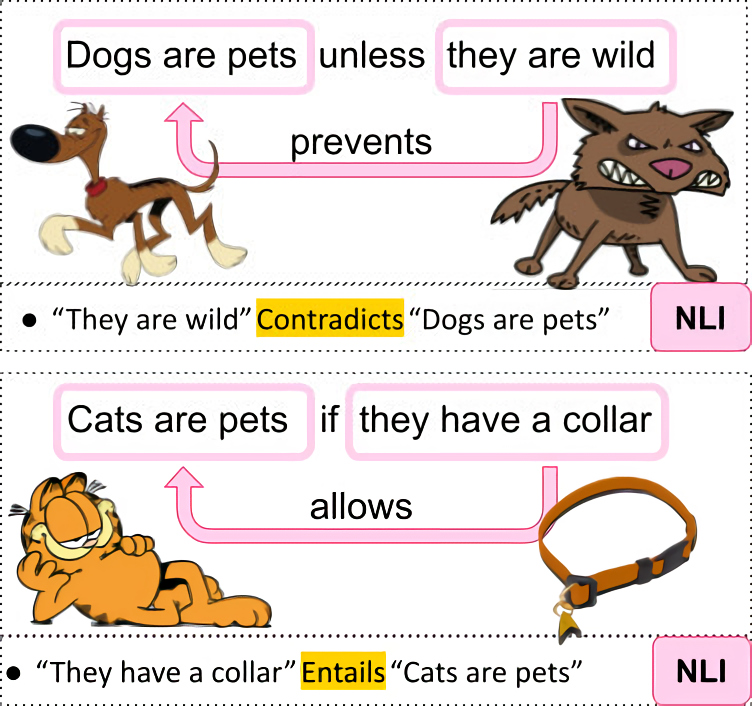 Dogs are pets unless they are wild
prevents
● “They are wild” Contradicts “Dogs are pets”
NLI
Cats are pets if they have a collar
allows
● “They have a collar” Entails “Cats are pets”
NLI